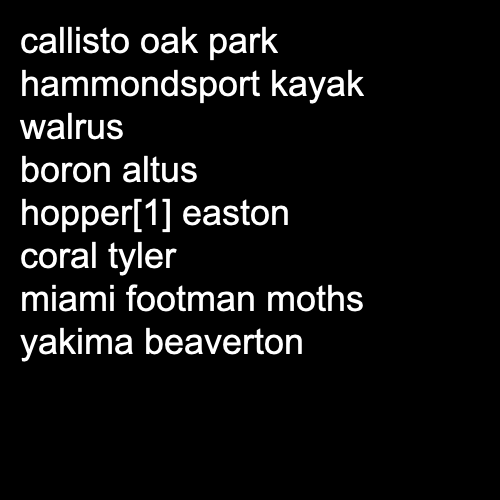 callisto oak park
hammondsport kayak
walrus
boron altus
hopper[1] easton
coral tyler
miami footman moths
yakima beaverton